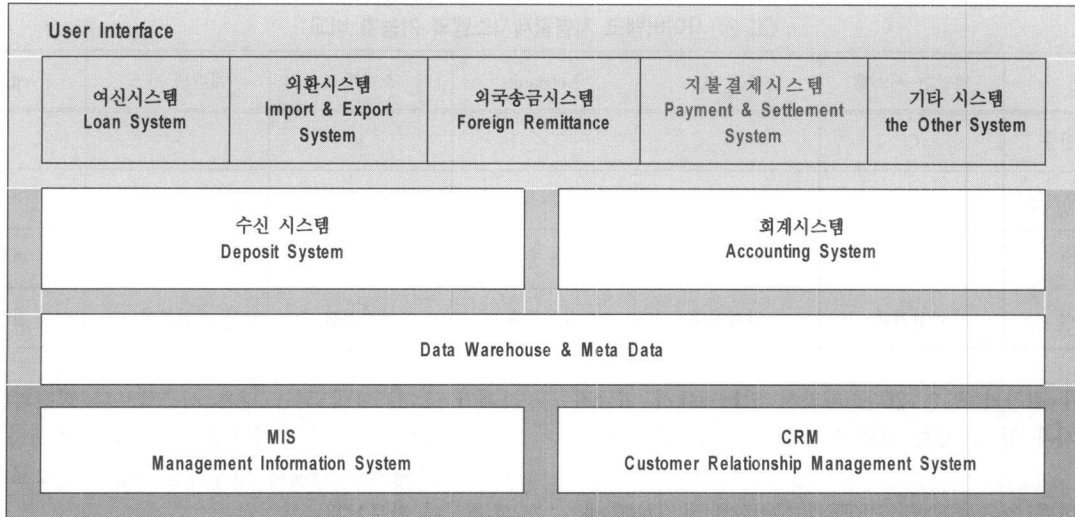 User Interface
여신시스템
Loan System
외환시스템
Import & Export
System
외국송금시스템
Foreign Remittance
지불결제시스템
Payment & Settlement
System
기타 시스템
the Other System
수신 시스템
Deposit System
회계시스템
Accounting System
Data Warehouse & Meta Data
MIS
Management Information System
CRM
Customer Relationship Management System